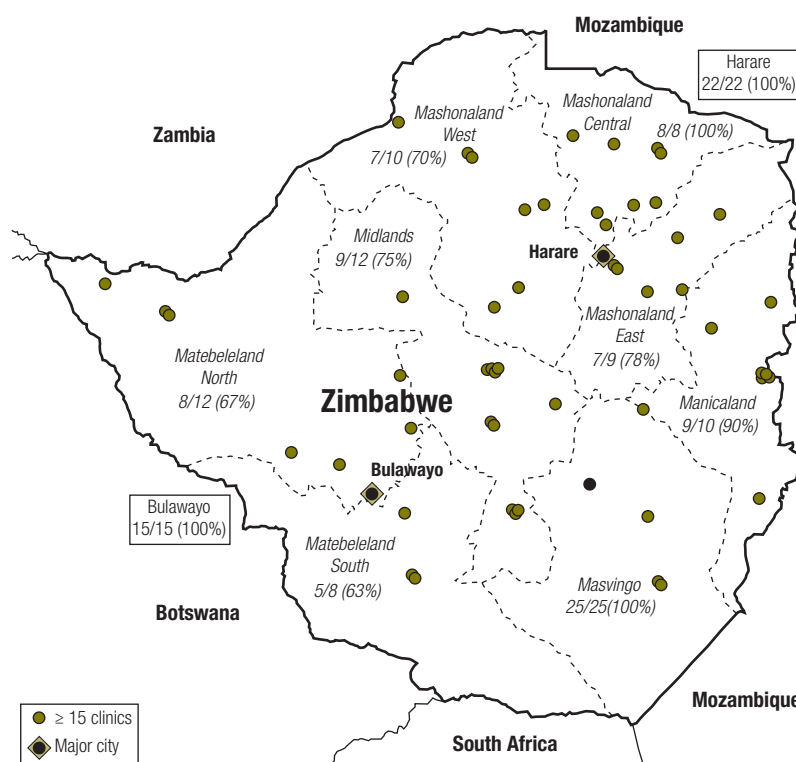 Mozambique
Harare
22/22 (100%)
Mashonaland
West
7/10 (70%)
Mashonaland
Central
8/8 (100%)
Zambia
Midlands
9/12 (75%)
Harare
Mashonaland
East
7/9 (78%)
Matebeleland
North
8/12 (67%)
Zimbabwe
Manicaland
9/10 (90%)
Bulawayo
Bulawayo
15/15 (100%)
Matebeleland
South
5/8 (63%)
Masvingo
25/25(100%)
Botswana
Mozambique
≥ 15 clinics
Major city
South Africa